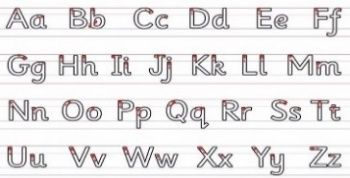 Aa Bb Cc Dd Ee Ff
Gg Hh Ii Jj Kk Ll Mm
Nn Oo Pp Qq Rr Ss Tt
Uu Vv Ww Xx Yy Zz